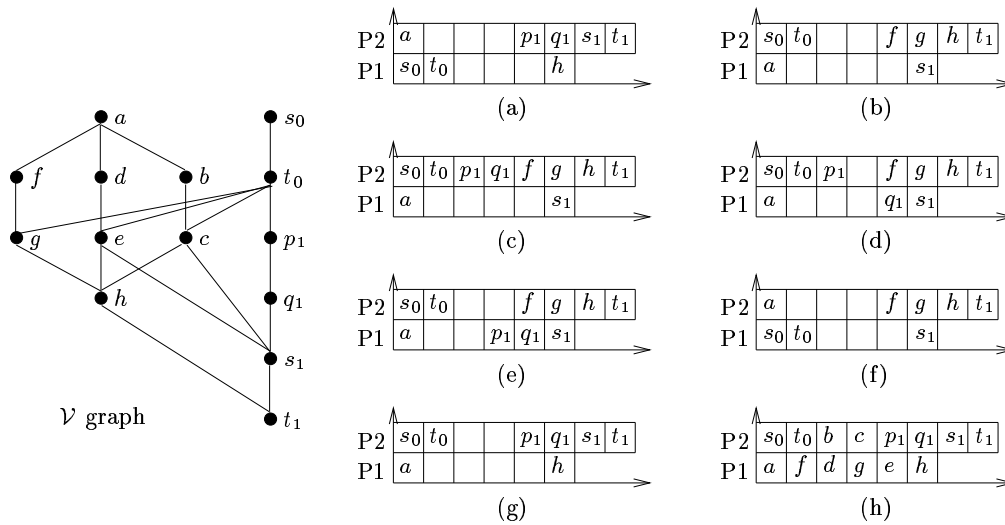 a s₀
f d b t₀
g e c p₁
h q₁
s₁
t₁
𝒱 graph
P2 a p₁ q₁ s₁ t₁
P1 s₀ t₀ h
(a)
P2 s₀ t₀ f g h t₁
P1 a s₁
(b)
P2 s₀ t₀ p₁ q₁ f g h t₁
P1 a s₁
(c)
P2 s₀ t₀ p₁ f g h t₁
P1 a q₁ s₁
(d)
P2 s₀ t₀ f g h t₁
P1 a p₁ q₁ s₁
(e)
P2 a f g h t₁
P1 s₀ t₀ s₁
(f)
P2 s₀ t₀ p₁ q₁ s₁ t₁
P1 a h
(g)
P2 s₀ t₀ b c p₁ q₁ s₁ t₁
P1 a f d g e h
(h)